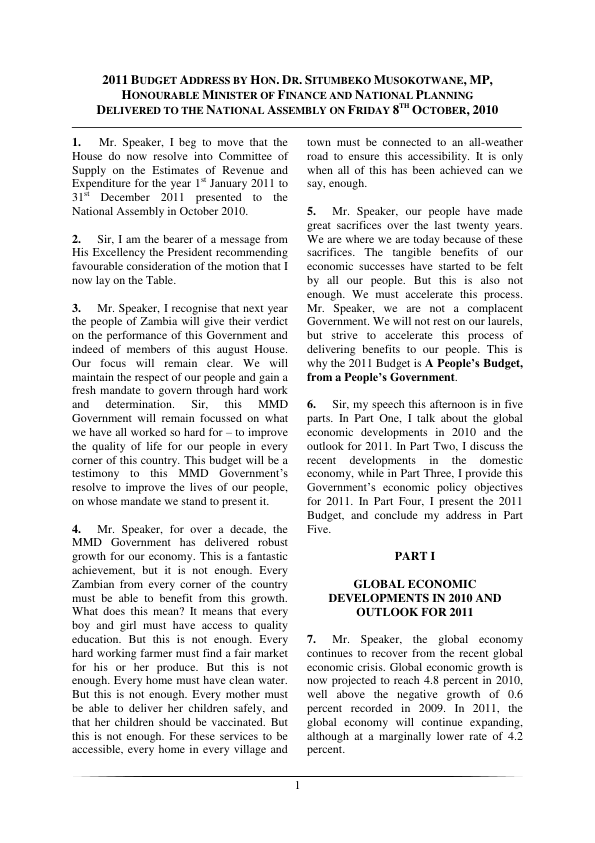 2011 BUDGET ADDRESS BY HON. DR. SITUMBEKO MUSOKOTWANE, MP,
HONOURABLE MINISTER OF FINANCE AND NATIONAL PLANNING
DELIVERED TO THE NATIONAL ASSEMBLY ON FRIDAY 8TH OCTOBER, 2010
1. Mr. Speaker, I beg to move that the
House do now resolve into Committee of
Supply on the Estimates of Revenue and
Expenditure for the year 1st January 2011 to
31st December 2011 presented to the
National Assembly in October 2010.
2. Sir, I am the bearer of a message from
His Excellency the President recommending
favourable consideration of the motion that I
now lay on the Table.
3. Mr. Speaker, I recognise that next year
the people of Zambia will give their verdict
on the performance of this Government and
indeed of members of this august House.
Our focus will remain clear. We will
maintain the respect of our people and gain a
fresh mandate to govern through hard work
and determination. Sir, this MMD
Government will remain focussed on what
we have all worked so hard for – to improve
the quality of life for our people in every
corner of this country. This budget will be a
testimony to this MMD Government's
resolve to improve the lives of our people,
on whose mandate we stand to present it.
4. Mr. Speaker, for over a decade, the
MMD Government has delivered robust
growth for our economy. This is a fantastic
achievement, but it is not enough. Every
Zambian from every corner of the country
must be able to benefit from this growth.
What does this mean? It means that every
boy and girl must have access to quality
education. But this is not enough. Every
hard working farmer must find a fair market
for his or her produce. But this is not
enough. Every home must have clean water.
But this is not enough. Every mother must
be able to deliver her children safely, and
that her children should be vaccinated. But
this is not enough. For these services to be
accessible, every home in every village and
town must be connected to an all-weather
road to ensure this accessibility. It is only
when all of this has been achieved can we
say, enough.
5. Mr. Speaker, our people have made
great sacrifices over the last twenty years.
We are where we are today because of these
sacrifices. The tangible benefits of our
economic successes have started to be felt
by all our people. But this is also not
enough. We must accelerate this process.
Mr. Speaker, we are not a complacent
Government. We will not rest on our laurels,
but strive to accelerate this process of
delivering benefits to our people. This is
why the 2011 Budget is A People's Budget,
from a People's Government.
6. Sir, my speech this afternoon is in five
parts. In Part One, I talk about the global
economic developments in 2010 and the
outlook for 2011. In Part Two, I discuss the
recent developments in the domestic
economy, while in Part Three, I provide this
Government's economic policy objectives
for 2011. In Part Four, I present the 2011
Budget, and conclude my address in Part
Five.
PART I
GLOBAL ECONOMIC
DEVELOPMENTS IN 2010 AND
OUTLOOK FOR 2011
7. Mr. Speaker, the global economy
continues to recover from the recent global
economic crisis. Global economic growth is
now projected to reach 4.8 percent in 2010,
well above the negative growth of 0.6
percent recorded in 2009. In 2011, the
global economy will continue expanding,
although at a marginally lower rate of 4.2
percent.
1